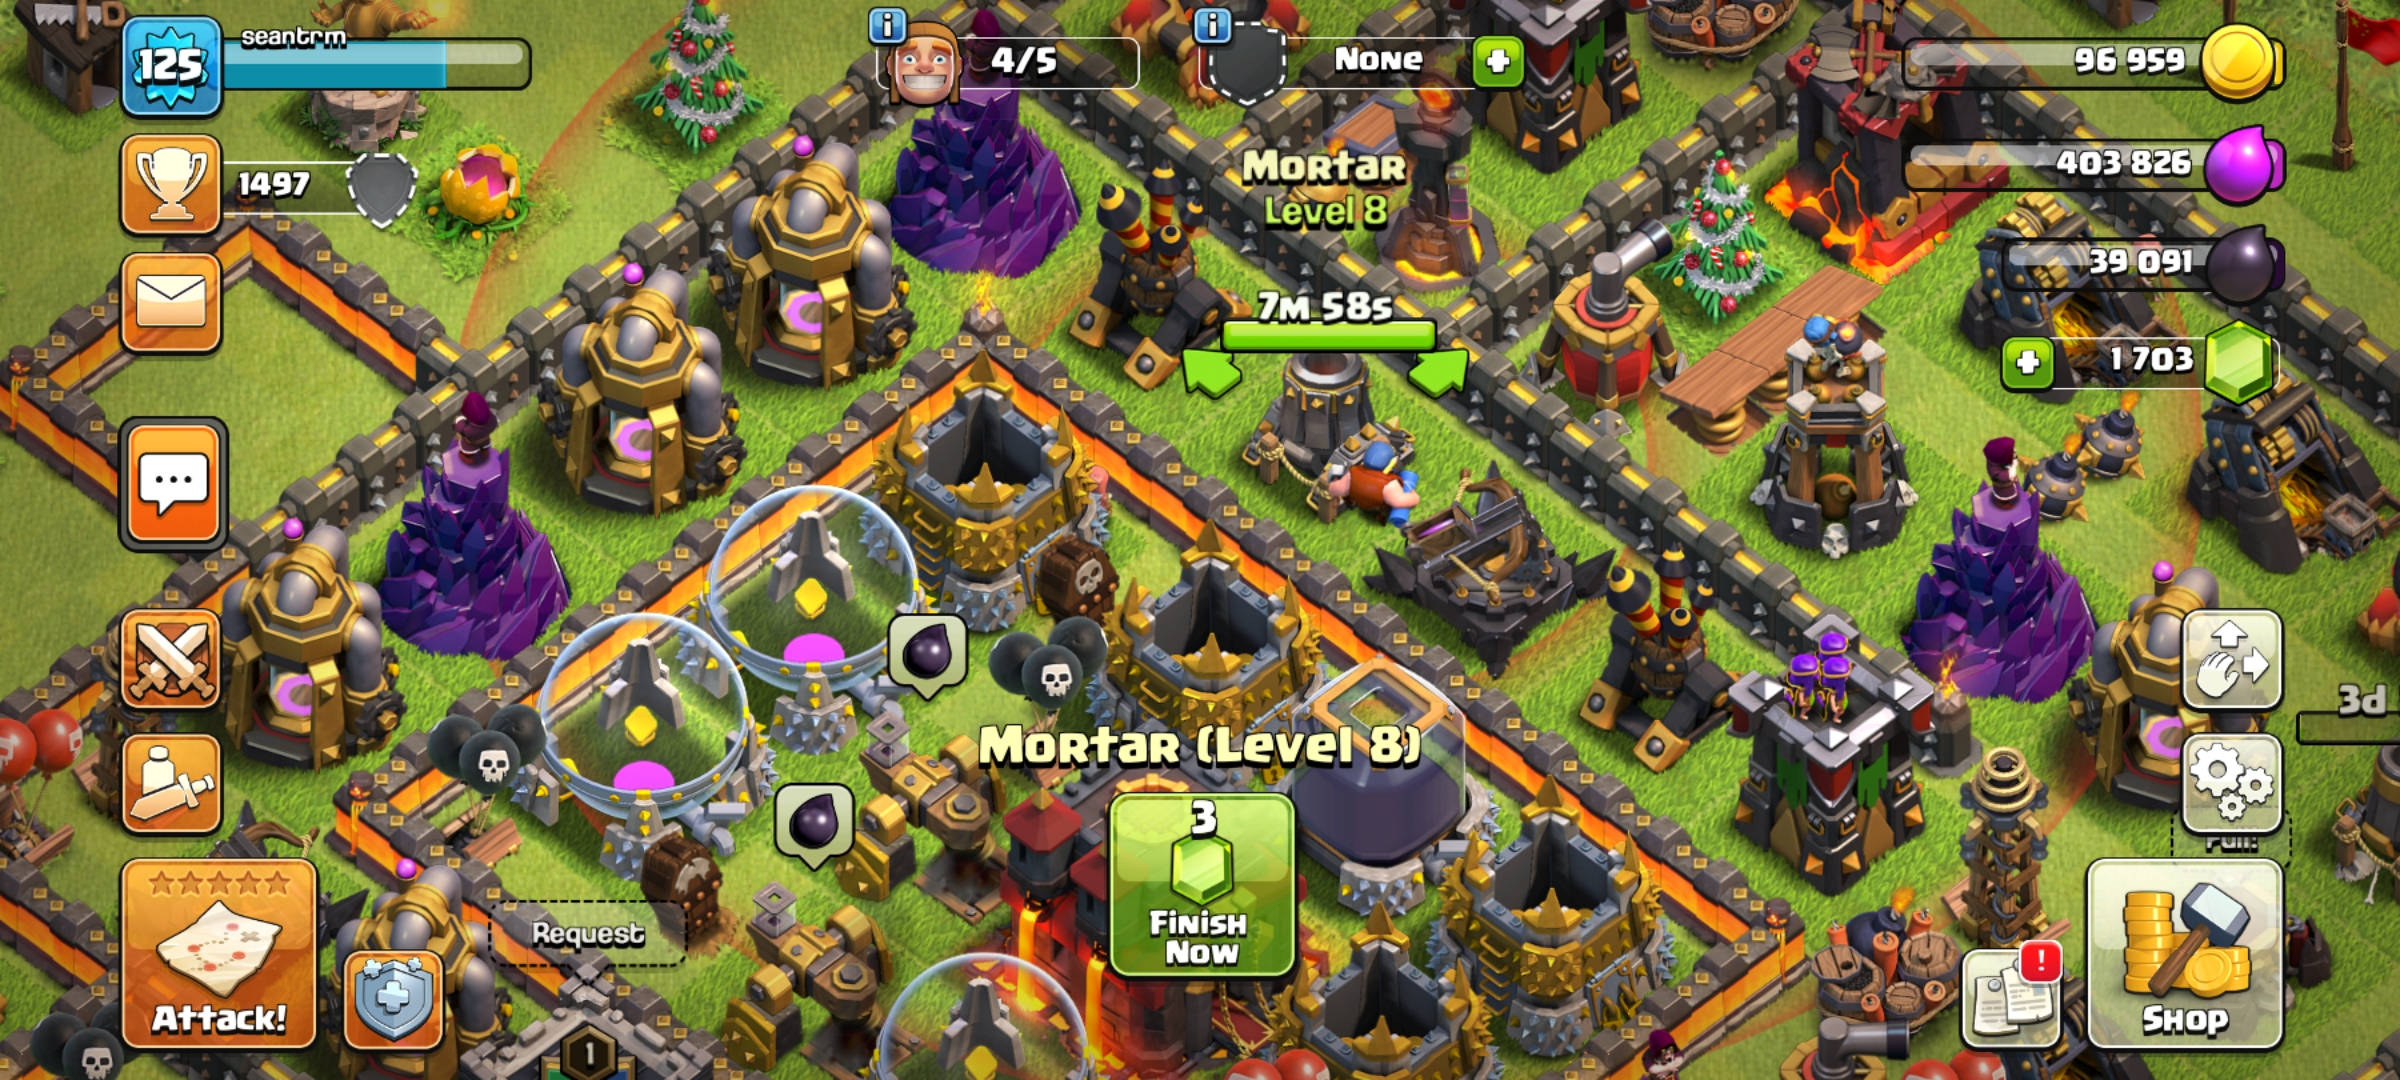 125
seantrm
4/5
None
96 959
1497
Mortar
Level 8
403 826
39 091
7M 58s
1 703
3d
Mortar (Level 8)
3
Finish
Now
Full!
Request
Attack!
1
!
Shop